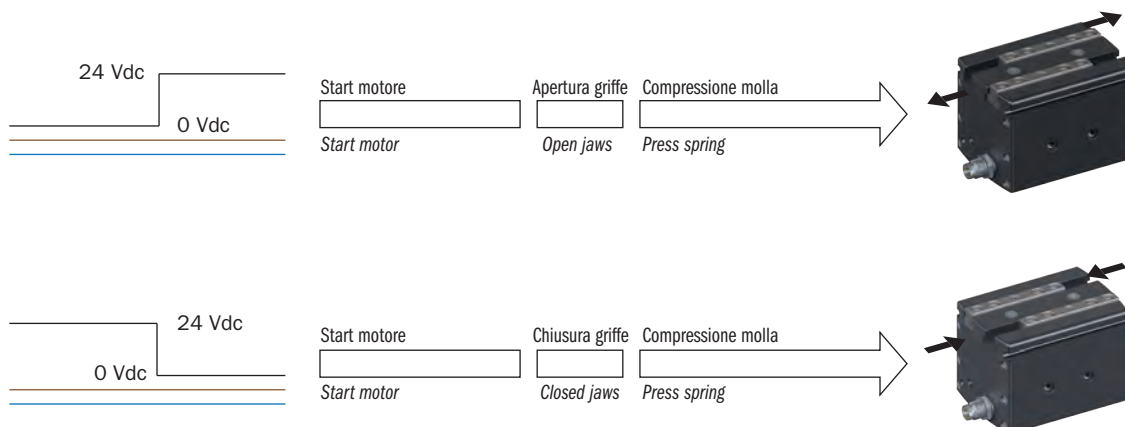 24 Vdc
0 Vdc
Start motore
Apertura griffe
Compressione molla
Start motor
Open jaws
Press spring
24 Vdc
0 Vdc
Start motore
Chiusura griffe
Compressione molla
Start motor
Closed jaws
Press spring